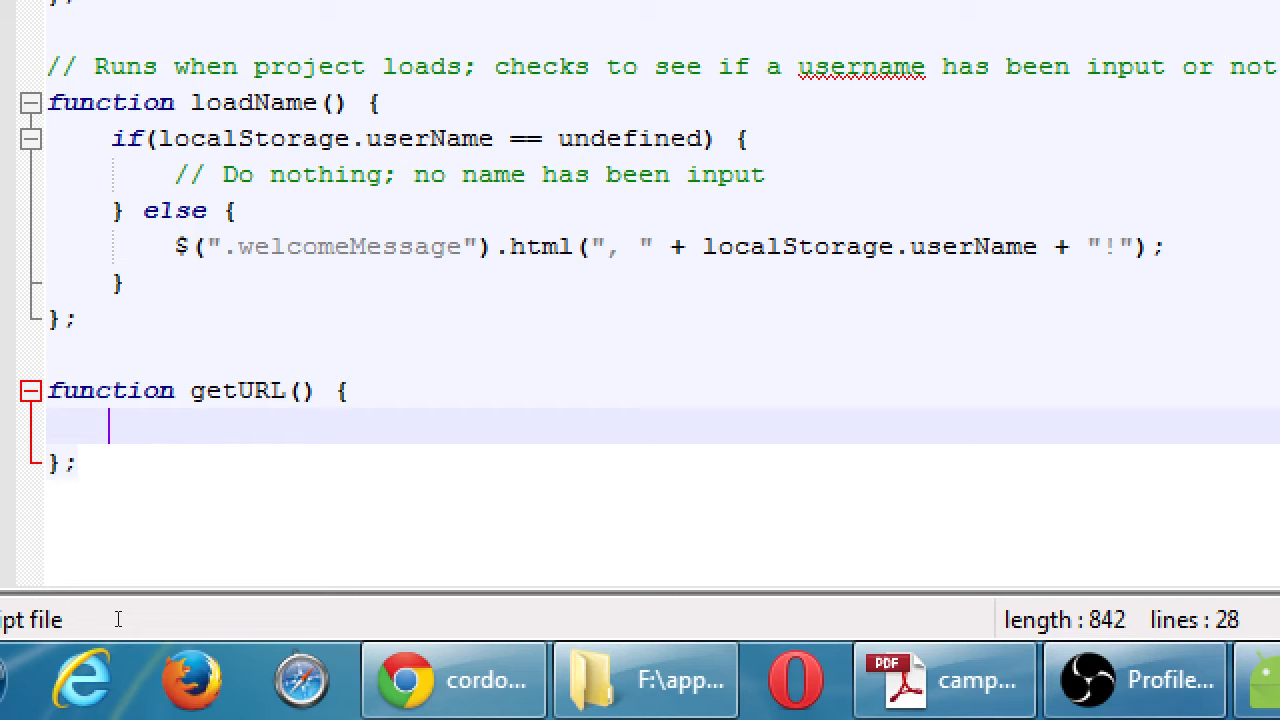 };
// Runs when project loads; checks to see if a username has been input or not
function loadName() {
if(localStorage.userName == undefined) {
// Do nothing; no name has been input
} else {
$(".welcomeMessage").html(", " + localStorage.userName + "!");
}
};
function getURL() {
};
ipt file
length : 842 lines : 28
cordo...
F:\app...
PDF
camp...
Profile...